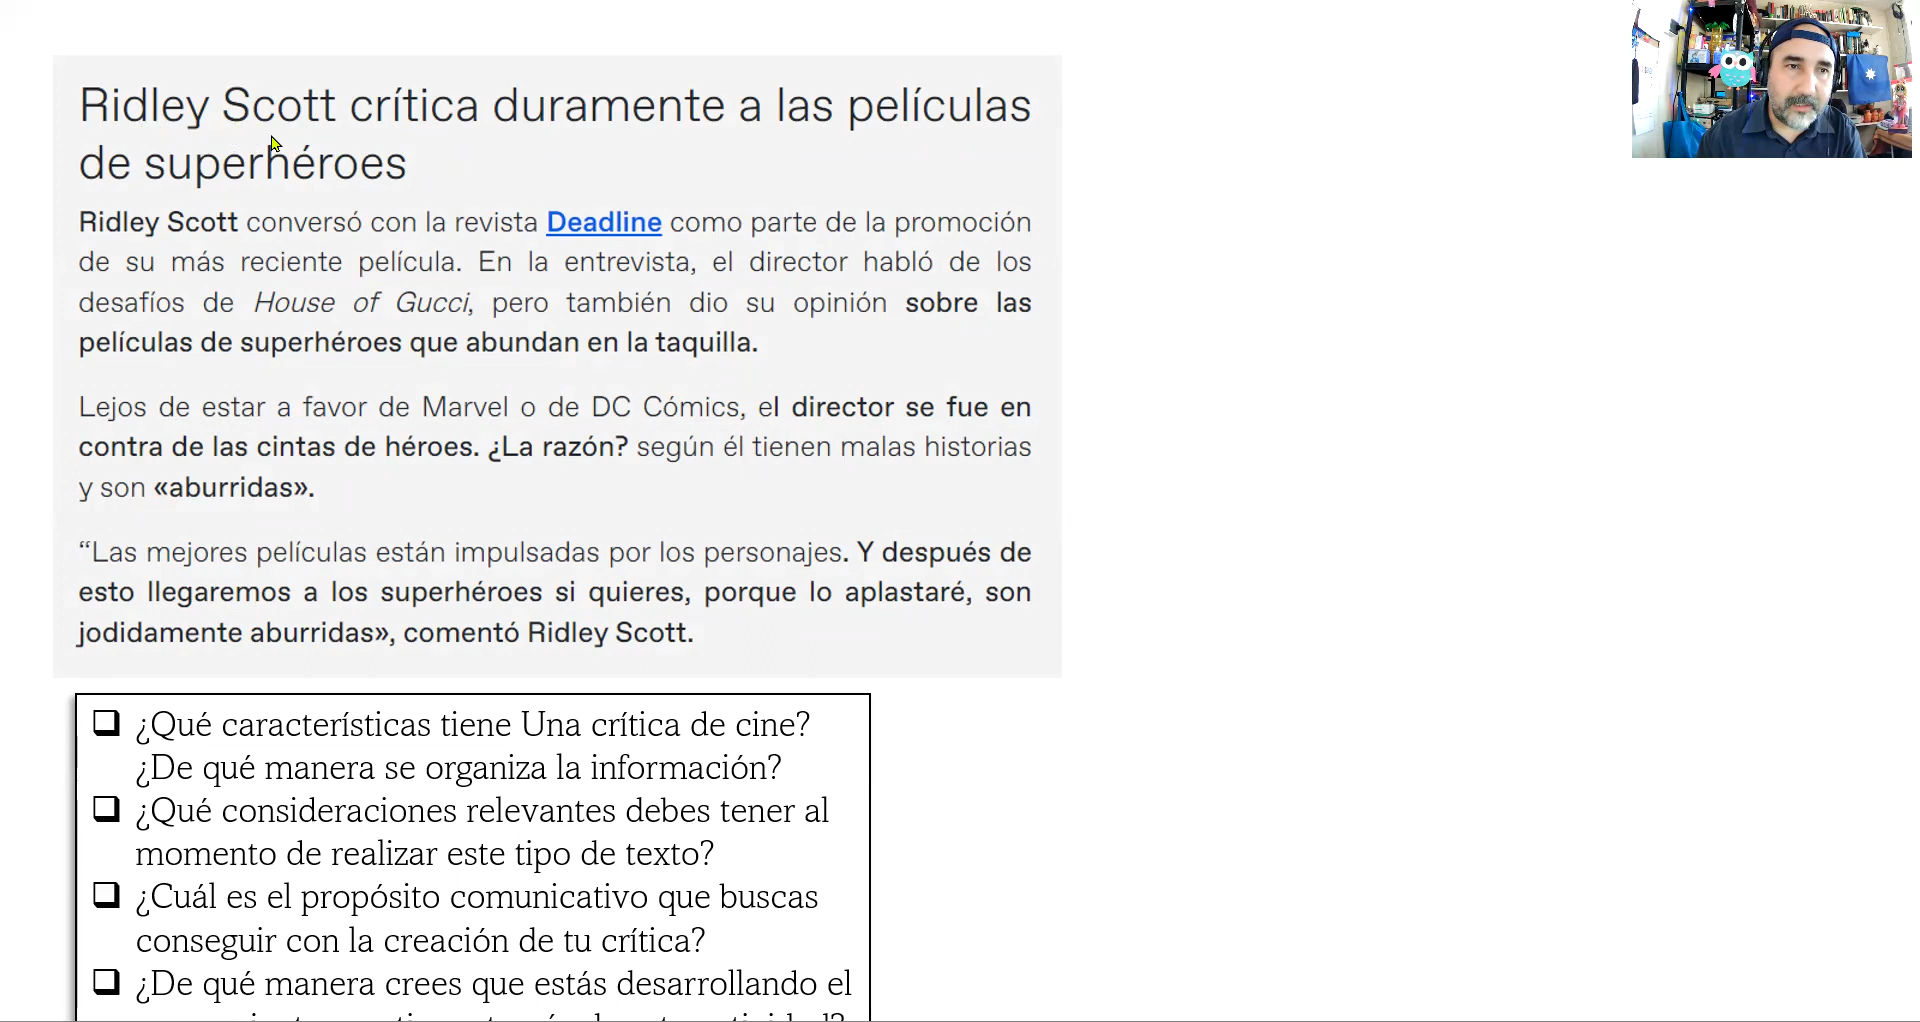 Ridley Scott crítica duramente a las películas
de superhéroes
Ridley Scott conversó con la revista Deadline como parte de la promoción
de su más reciente película. En la entrevista, el director habló de los
desafíos de House of Gucci, pero también dio su opinión sobre las
películas de superhéroes que abundan en la taquilla.
Lejos de estar a favor de Marvel o de DC Cómics, el director se fue en
contra de las cintas de héroes. ¿La razón? según él tienen malas historias
y son «aburridas».
“Las mejores películas están impulsadas por los personajes. Y después de
esto llegaremos a los superhéroes si quieres, porque lo aplastaré, son
jodidamente aburridas», comentó Ridley Scott.
¿Qué características tiene Una crítica de cine?
¿De qué manera se organiza la información?
¿Qué consideraciones relevantes debes tener al
momento de realizar este tipo de texto?
¿Cuál es el propósito comunicativo que buscas
conseguir con la creación de tu crítica?
¿De qué manera crees que estás desarrollando el